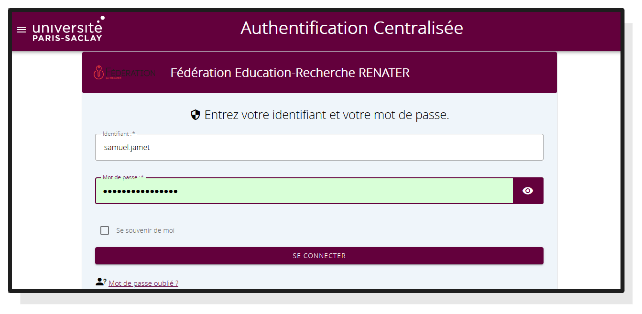 université
PARIS-SACLAY
Authentification Centralisée
Fédération Education-Recherche RENATER
Entrez votre identifiant et votre mot de passe.
Identifiant: *
samuel.jamet
Mot de passe : *
Se souvenir de moi
SE CONNECTER
Mot de passe oublié ?